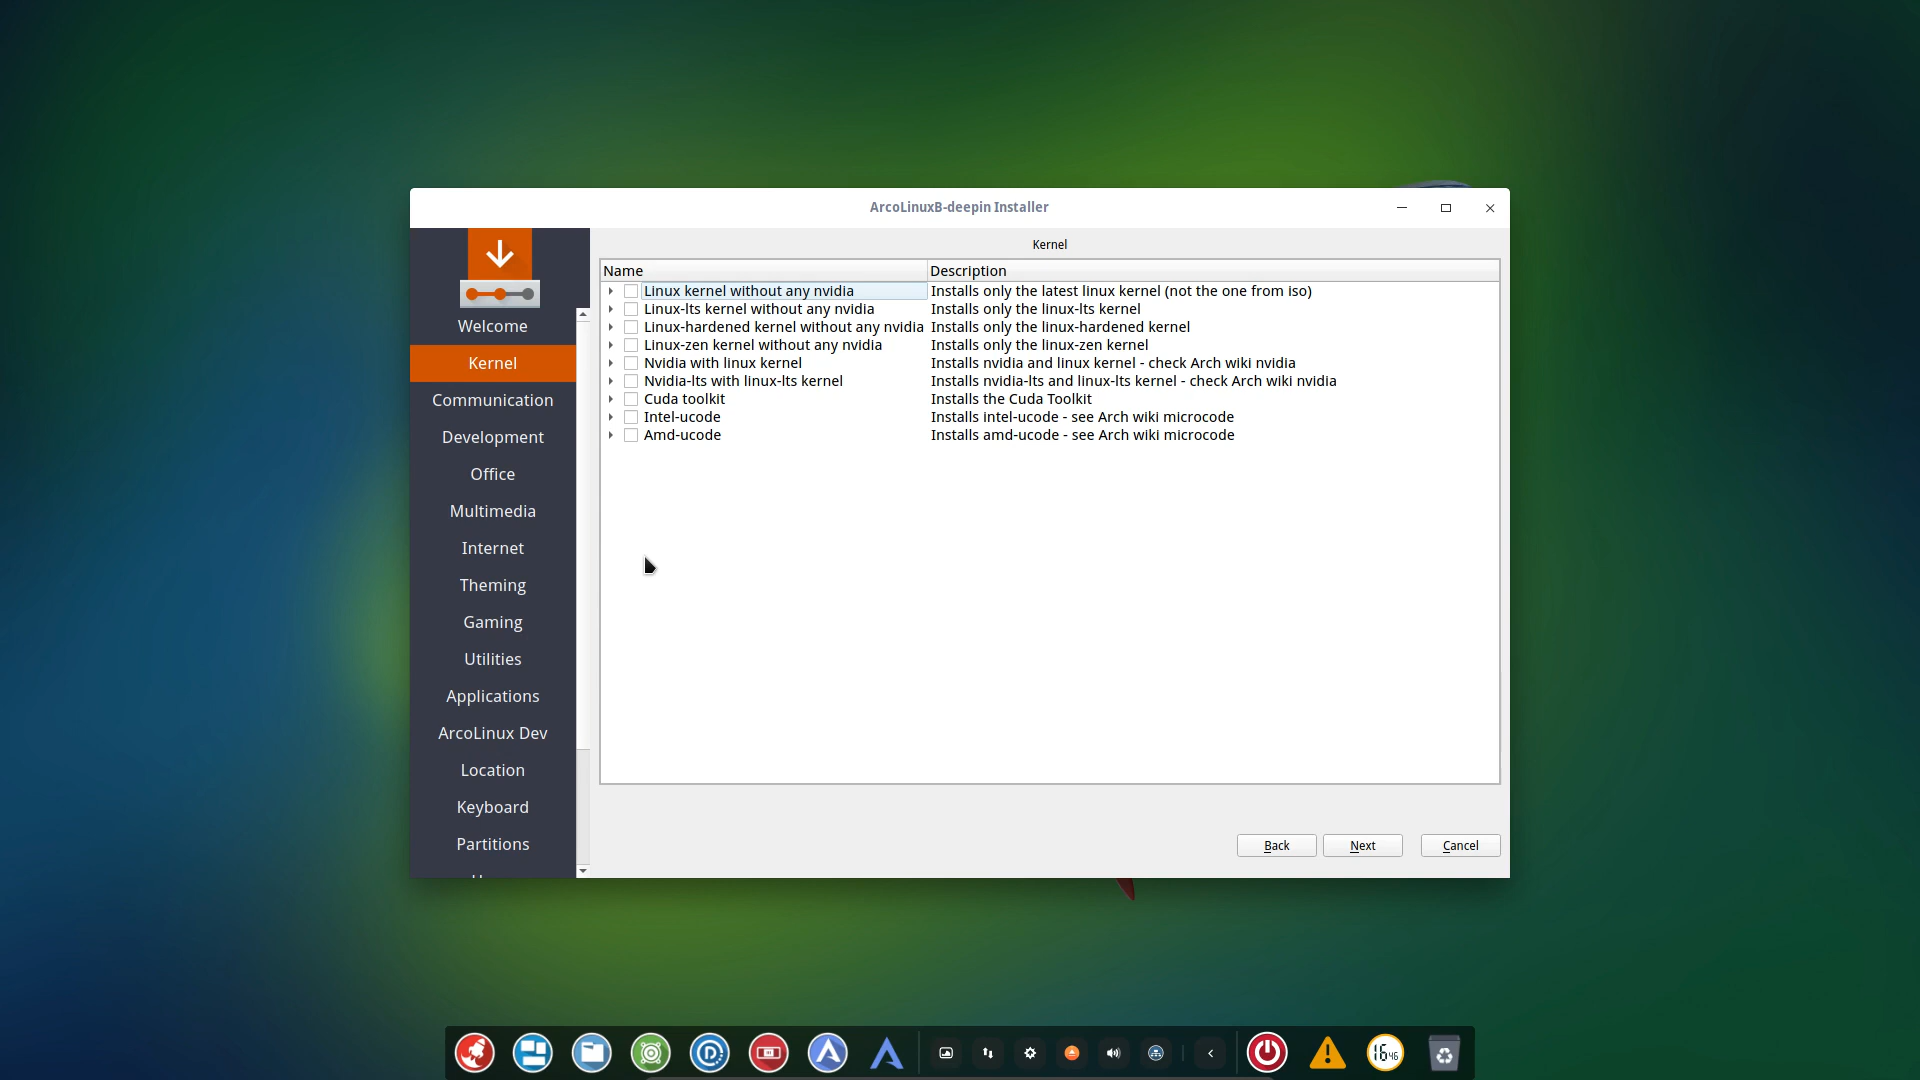 ArcoLinuxB-deepin Installer
Kernel
Name Description
Linux kernel without any nvidia Installs only the latest linux kernel (not the one from iso)
Linux-lts kernel without any nvidia Installs only the linux-lts kernel
Linux-hardened kernel without any nvidia Installs only the linux-hardened kernel
Linux-zen kernel without any nvidia Installs only the linux-zen kernel
Nvidia with linux kernel Installs nvidia and linux kernel - check Arch wiki nvidia
Nvidia-lts with linux-lts kernel Installs nvidia-lts and linux-lts kernel - check Arch wiki nvidia
Cuda toolkit Installs the Cuda Toolkit
Intel-ucode Installs intel-ucode - see Arch wiki microcode
Amd-ucode Installs amd-ucode - see Arch wiki microcode
Welcome
Kernel
Communication
Development
Office
Multimedia
Internet
Theming
Gaming
Utilities
Applications
ArcoLinux Dev
Location
Keyboard
Partitions
Back Next Cancel
16 46